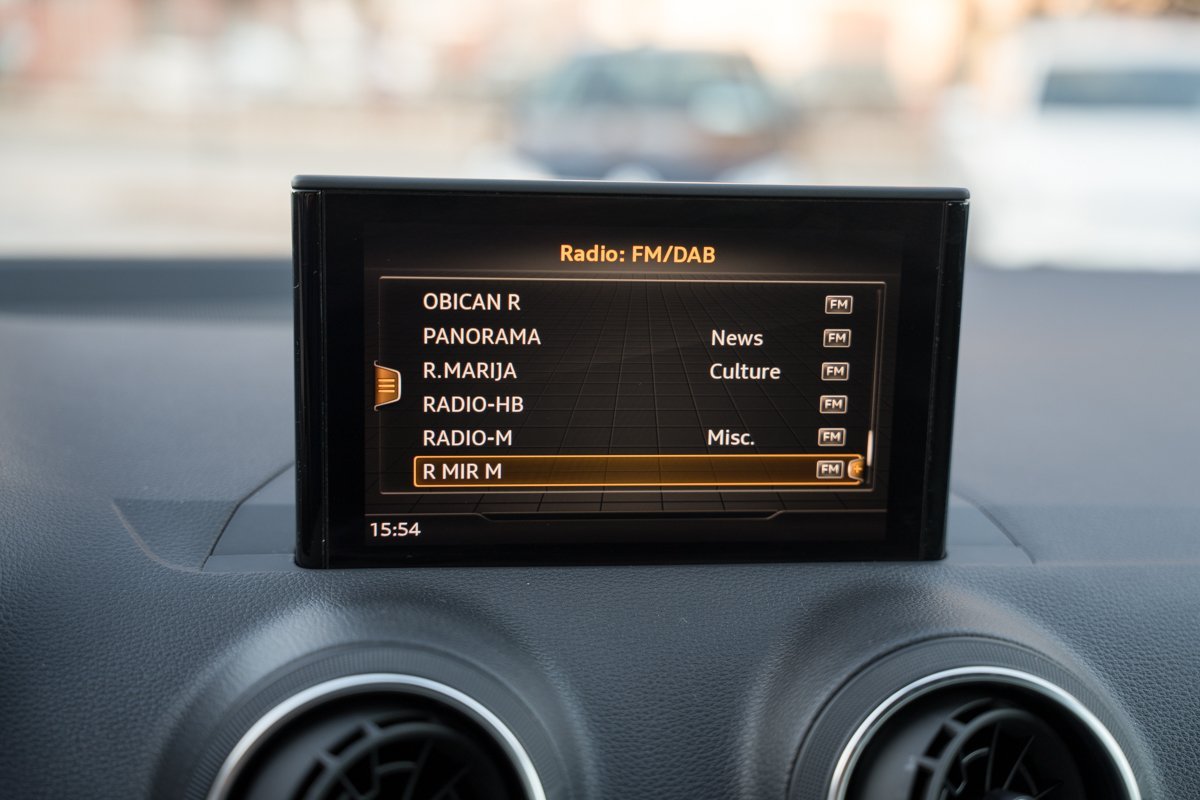 Radio: FM/DAB
OBICAN R FM
PANORAMA News FM
R.MARIJA Culture FM
RADIO-HB FM
RADIO-M Misc. FM
R MIR M FM
15:54